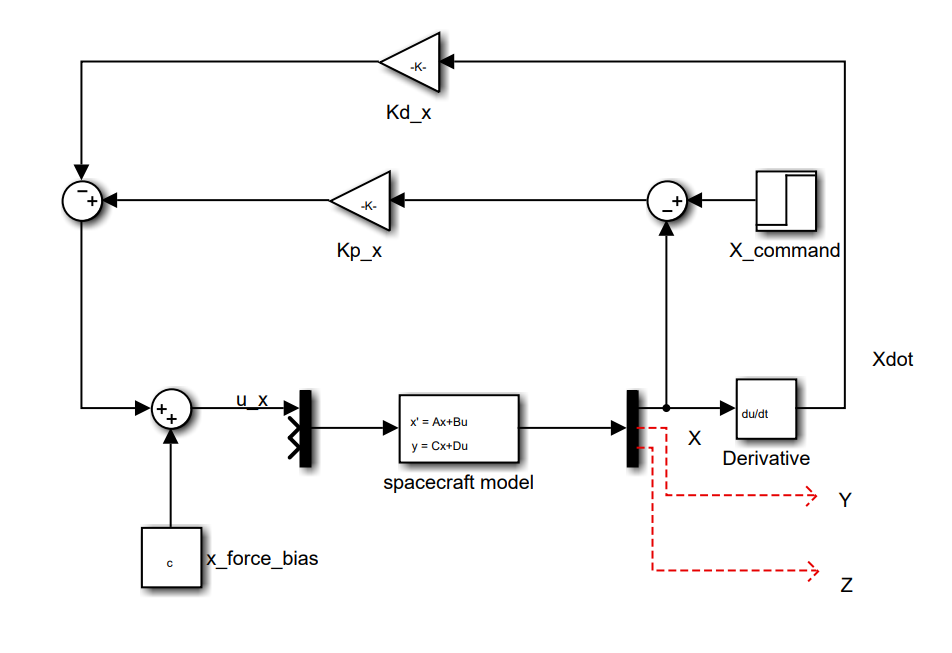 -K-
Kd_x
− +
-K-
Kp_x
+
−
X_command
Xdot
+
+
u_x
x' = Ax+Bu
y = Cx+Du
spacecraft model
X
du/dt
Derivative
Y
c
x_force_bias
Z